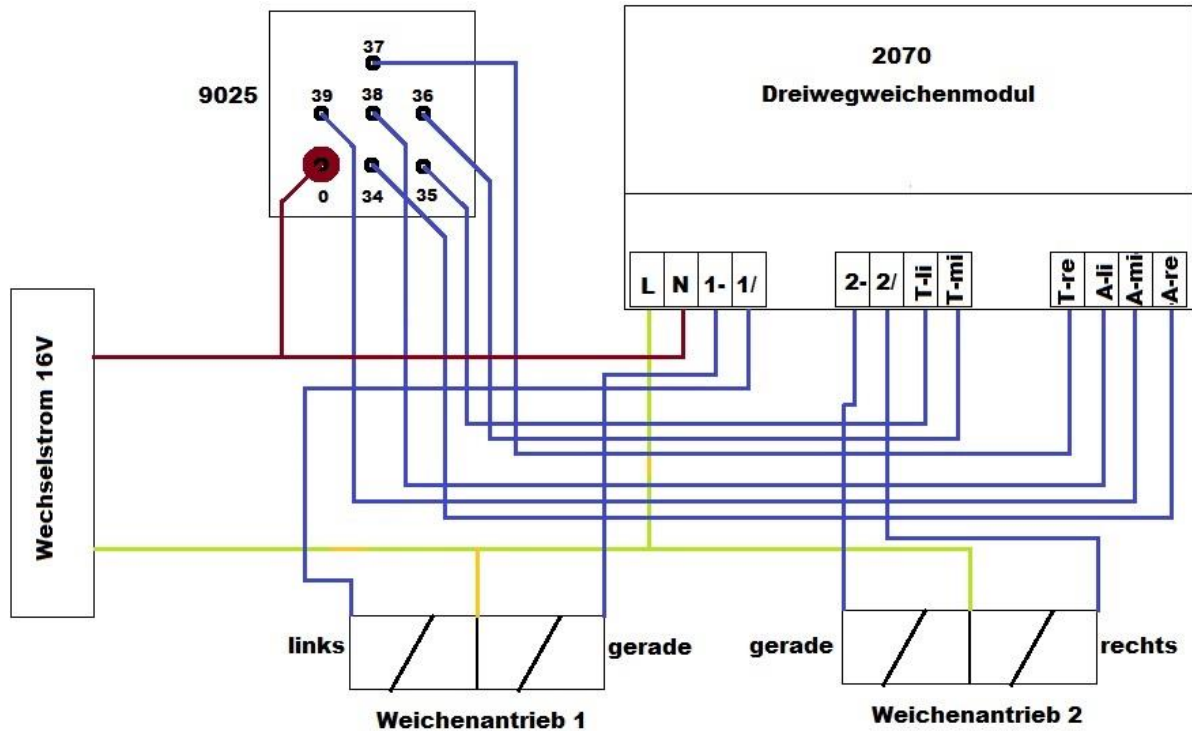 37
9025
39 38 36
0 34 35
2070
Dreiwegweichenmodul
L N 1- 1/
2- 2/ T-li T-mi
T-re A-li A-mi A-re
Wechselstrom 16V
links
gerade
Weichenantrieb 1
gerade
rechts
Weichenantrieb 2